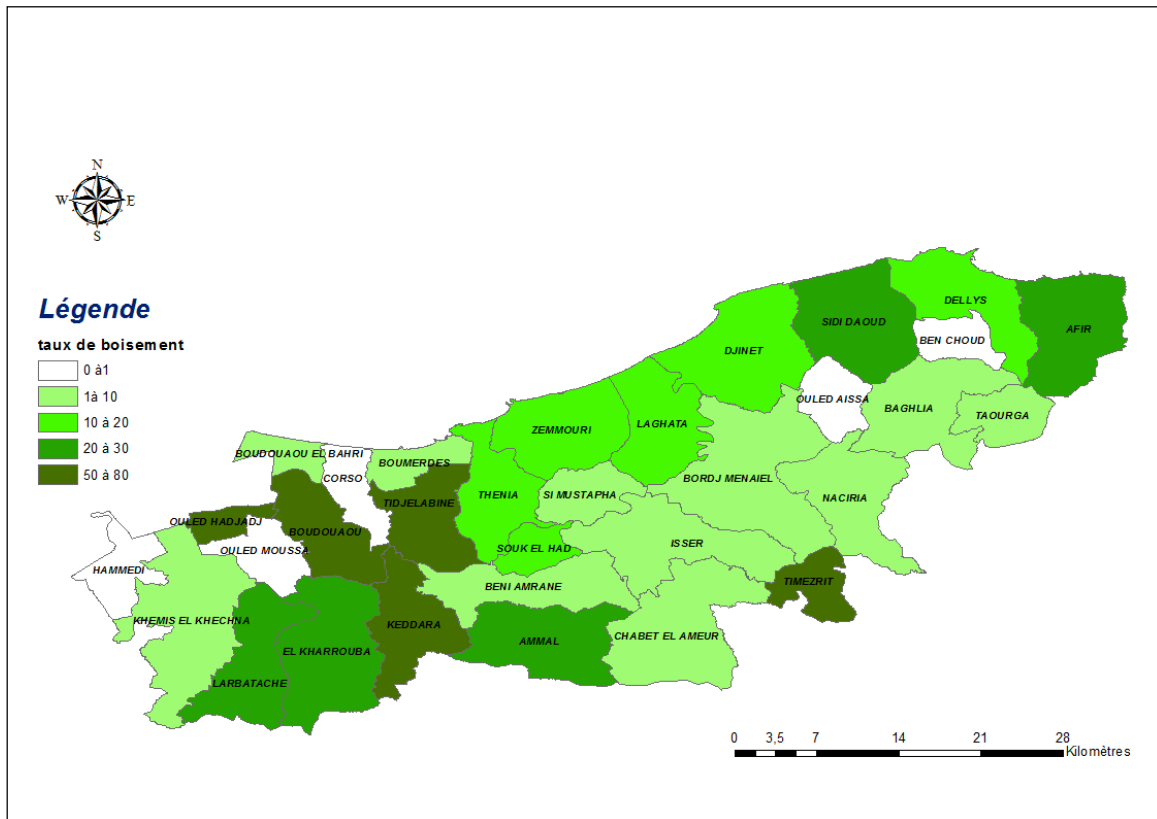 N
W E
S
Légende
taux de boisement
0 à1
1à 10
10 à 20
20 à 30
50 à 80
DELLYS
SIDI DAOUD
AFIR
BEN CHOUD
DJINET
OULED AISSA
BAGHLIA
TAOURGA
ZEMMOURI
LAGHATA
BOUDOUAOU EL BAHRI
BOUMERDES
CORSO
BORDJ MENAIEL
THENIA
SI MUSTAPHA
NACIRIA
TIDJELABINE
OULED HADJADJ
BOUDOUAOU
ISSER
OULED MOUSSA
SOUK EL HAD
HAMMEDI
TIMEZRIT
BENI AMRANE
KHEMIS EL KHECHNA
KEDDARA
AMMAL
CHABET EL AMEUR
EL KHARROUBA
LARBATACHE
0 3,5 7 14 21 28
Kilomètres